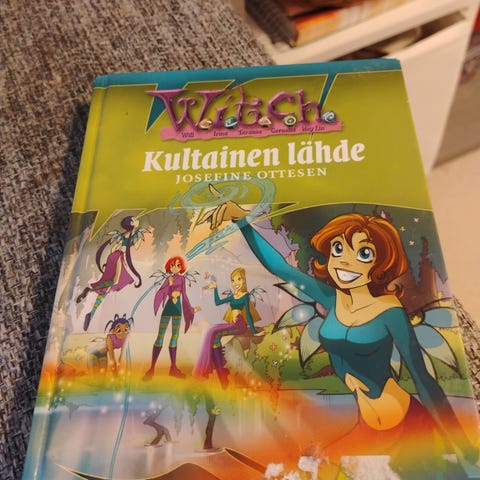 W.i.t.c.h.
Will Irma Taranee Cornelia Hay Lin
Kultainen lähde
JOSEFINE OTTESEN